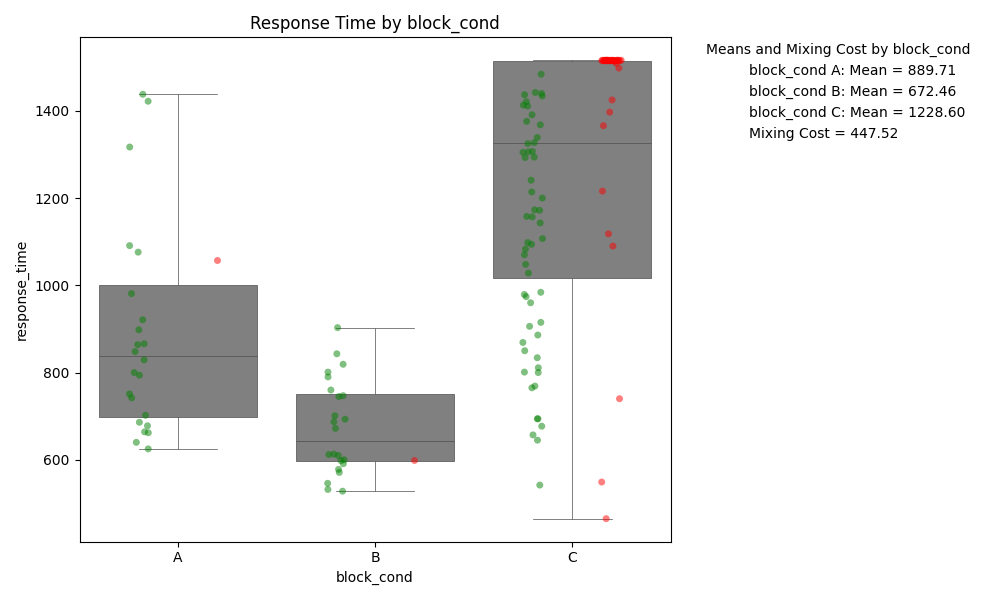 Response Time by block_cond
Means and Mixing Cost by block_cond
block_cond A: Mean = 889.71
block_cond B: Mean = 672.46
block_cond C: Mean = 1228.60
Mixing Cost = 447.52
response_time
1400
1200
1000
800
600
A B C
block_cond